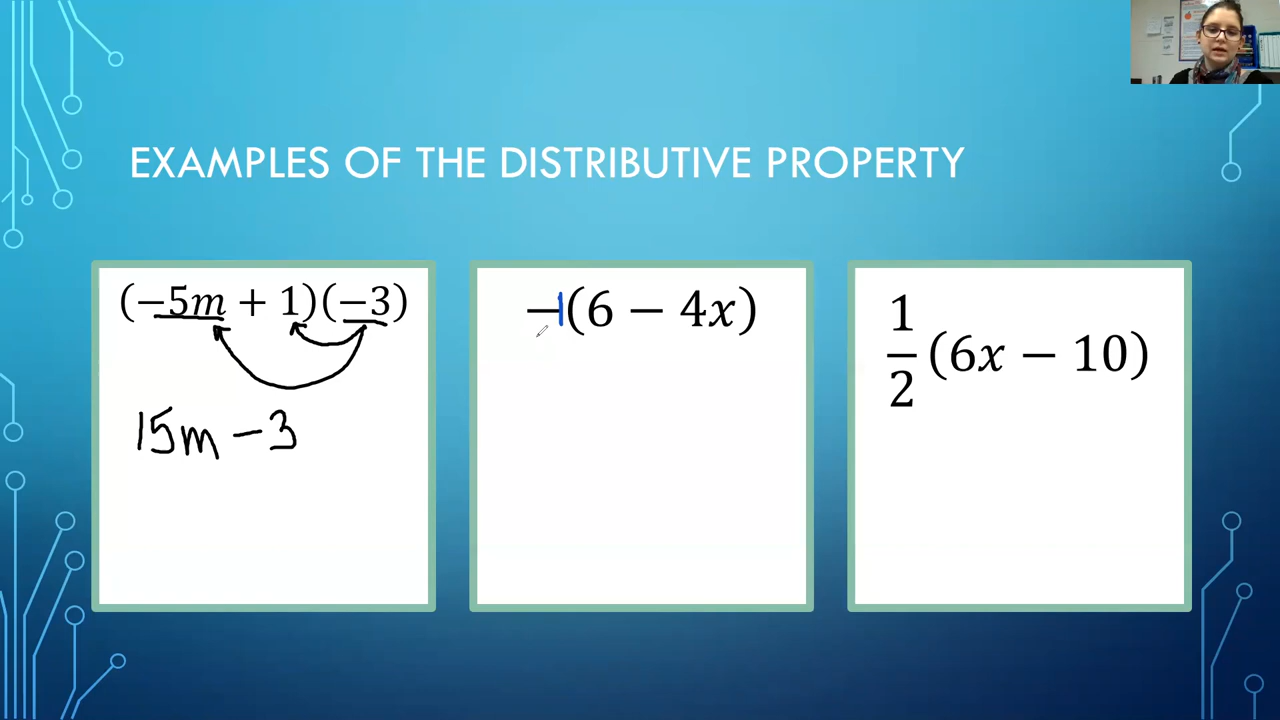 EXAMPLES OF THE DISTRIBUTIVE PROPERTY
(−5m + 1)(−3)
15m − 3
−1(6 − 4x)
1/2(6x − 10)